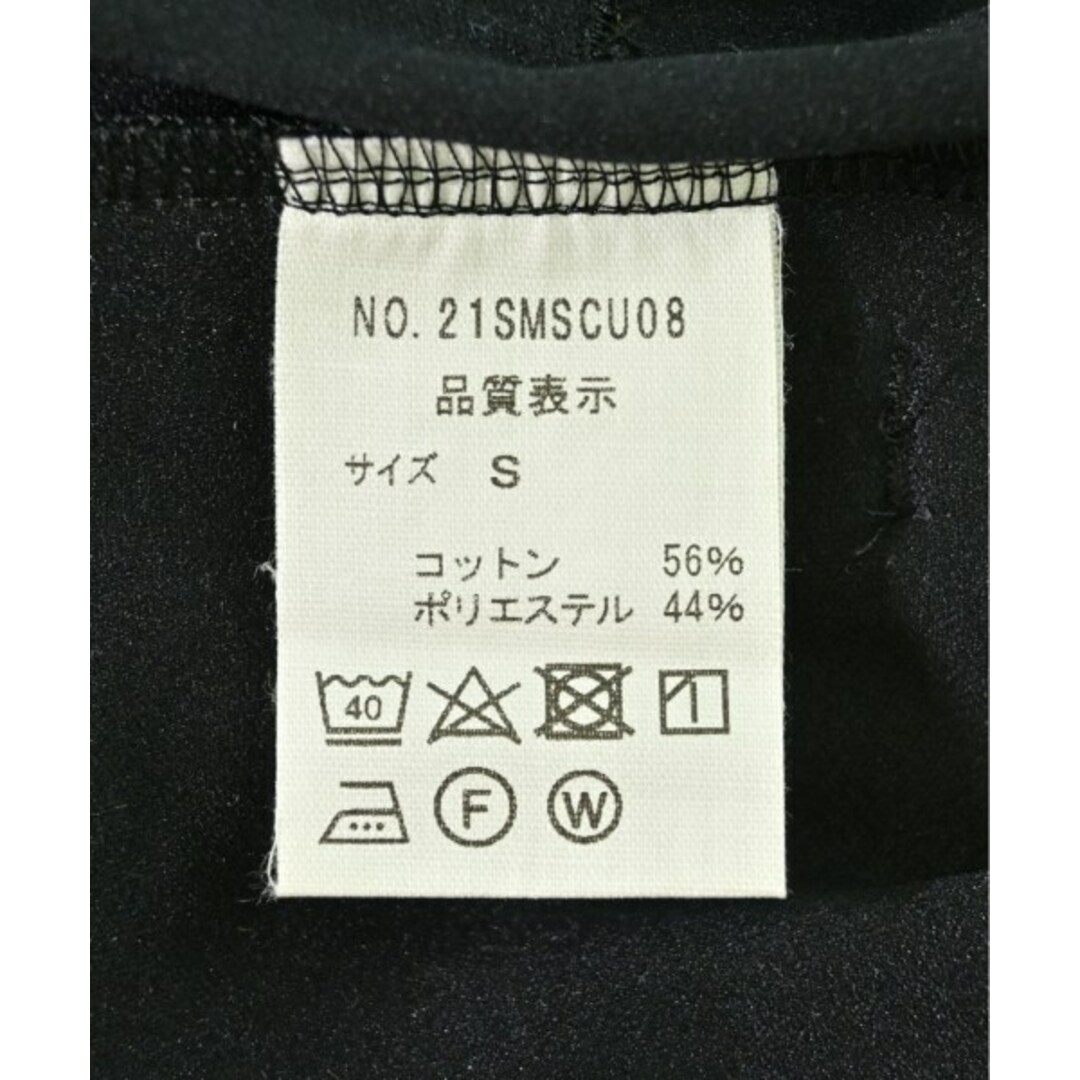 NO. 21SMSCU08
品質表示
サイズ S
コットン 56%
ポリエステル 44%
40
F W